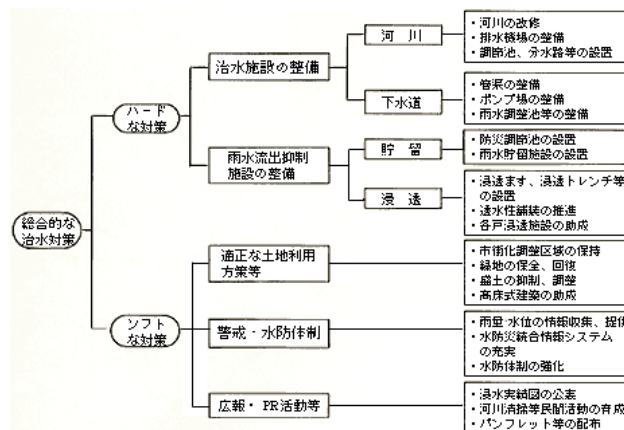 総合的な
治水対策
ハード
な対策
治水施設の整備
河 川
・河川の改修
・排水機場の整備
・調節池、分水路等の設置
下水道
・管渠の整備
・ポンプ場の整備
・雨水調整池等の整備
雨水流出抑制
施設の整備
貯 留
・防災調節池の設置
・雨水貯留施設の設置
浸 透
・浸透ます、浸透トレンチ等
の設置
・透水性舗装の推進
・各戸浸透施設の助成
ソフト
な対策
適正な土地利用
方策等
・市街化調整区域の保持
・緑地の保全、回復
・盛土の抑制、調整
・高床式建築の助成
警戒・水防体制
・雨量・水位の情報収集、提供
・水防災統合情報システム
の充実
・水防体制の強化
広報・PR活動等
・浸水実績図の公表
・河川清掃等民間活動の育成
・パンフレット等の配布